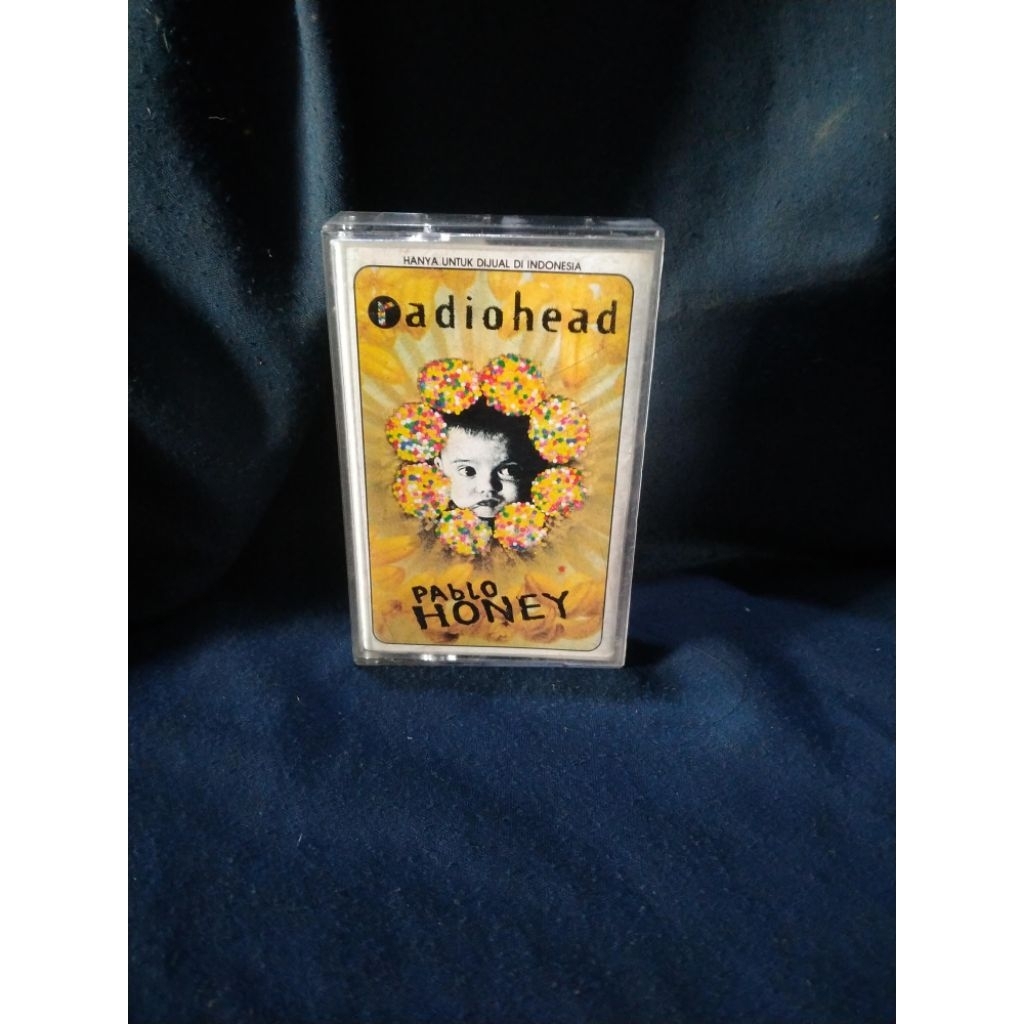 HANYA UNTUK DIJUAL DI INDONESIA
radiohead
PAbLO
HONEY